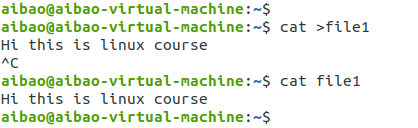 aibao@aibao-virtual-machine:~$
aibao@aibao-virtual-machine:~$ cat >file1
Hi this is linux course
^C
aibao@aibao-virtual-machine:~$ cat file1
Hi this is linux course
aibao@aibao-virtual-machine:~$